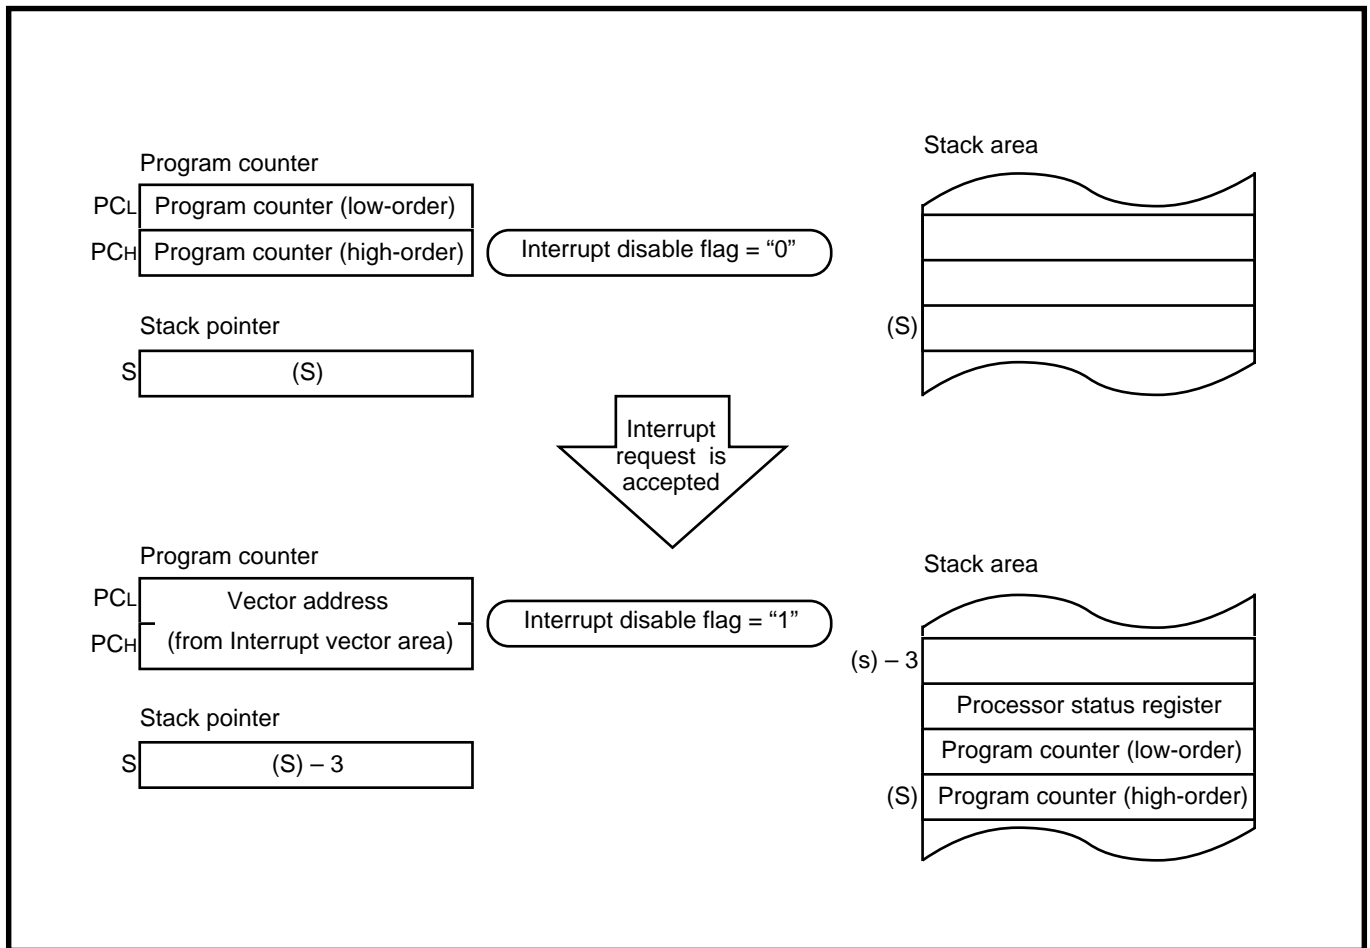 Program counter
PCL Program counter (low-order)
PCH Program counter (high-order)
Interrupt disable flag = “0”
Stack pointer
S (S)
Stack area
(S)
Interrupt
request is
accepted
Program counter
PCL Vector address
PCH (from Interrupt vector area)
Interrupt disable flag = “1”
Stack pointer
S (S) – 3
Stack area
(s) – 3
Processor status register
Program counter (low-order)
(S) Program counter (high-order)